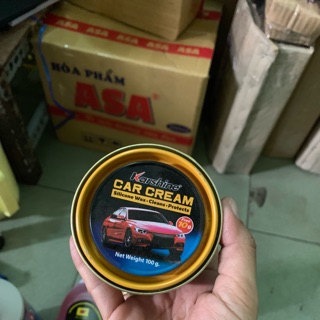 HÓA PHẨM
ASA
Karshine
CAR CREAM
Silicone Wax • Cleans • Protects
Net Weight 100 g.